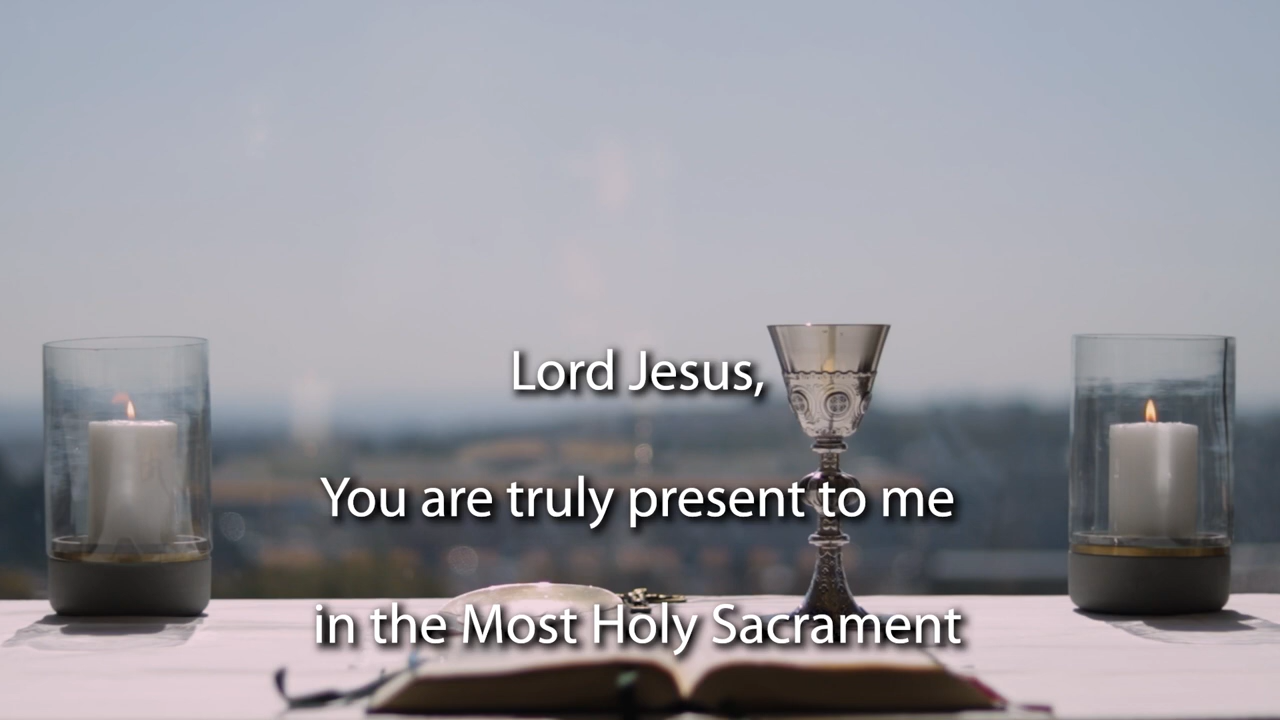 Lord Jesus,
You are truly present to me
in the Most Holy Sacrament